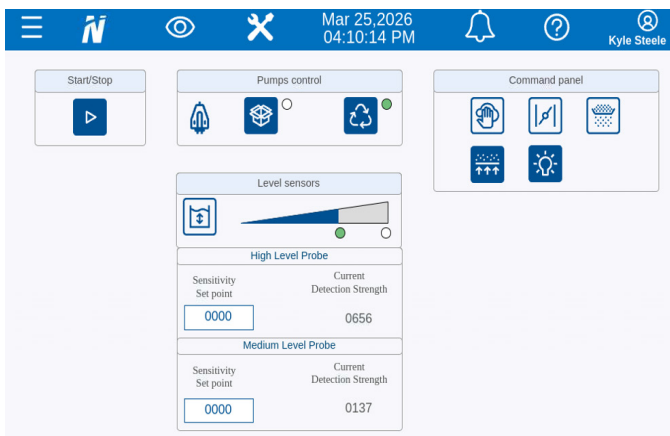 Mar 25,2026
04:10:14 PM
Kyle Steele
Start/Stop
Pumps control
Command panel
Level sensors
High Level Probe
Sensitivity
Set point
Current
Detection Strength
0000
0656
Medium Level Probe
Sensitivity
Set point
Current
Detection Strength
0000
0137